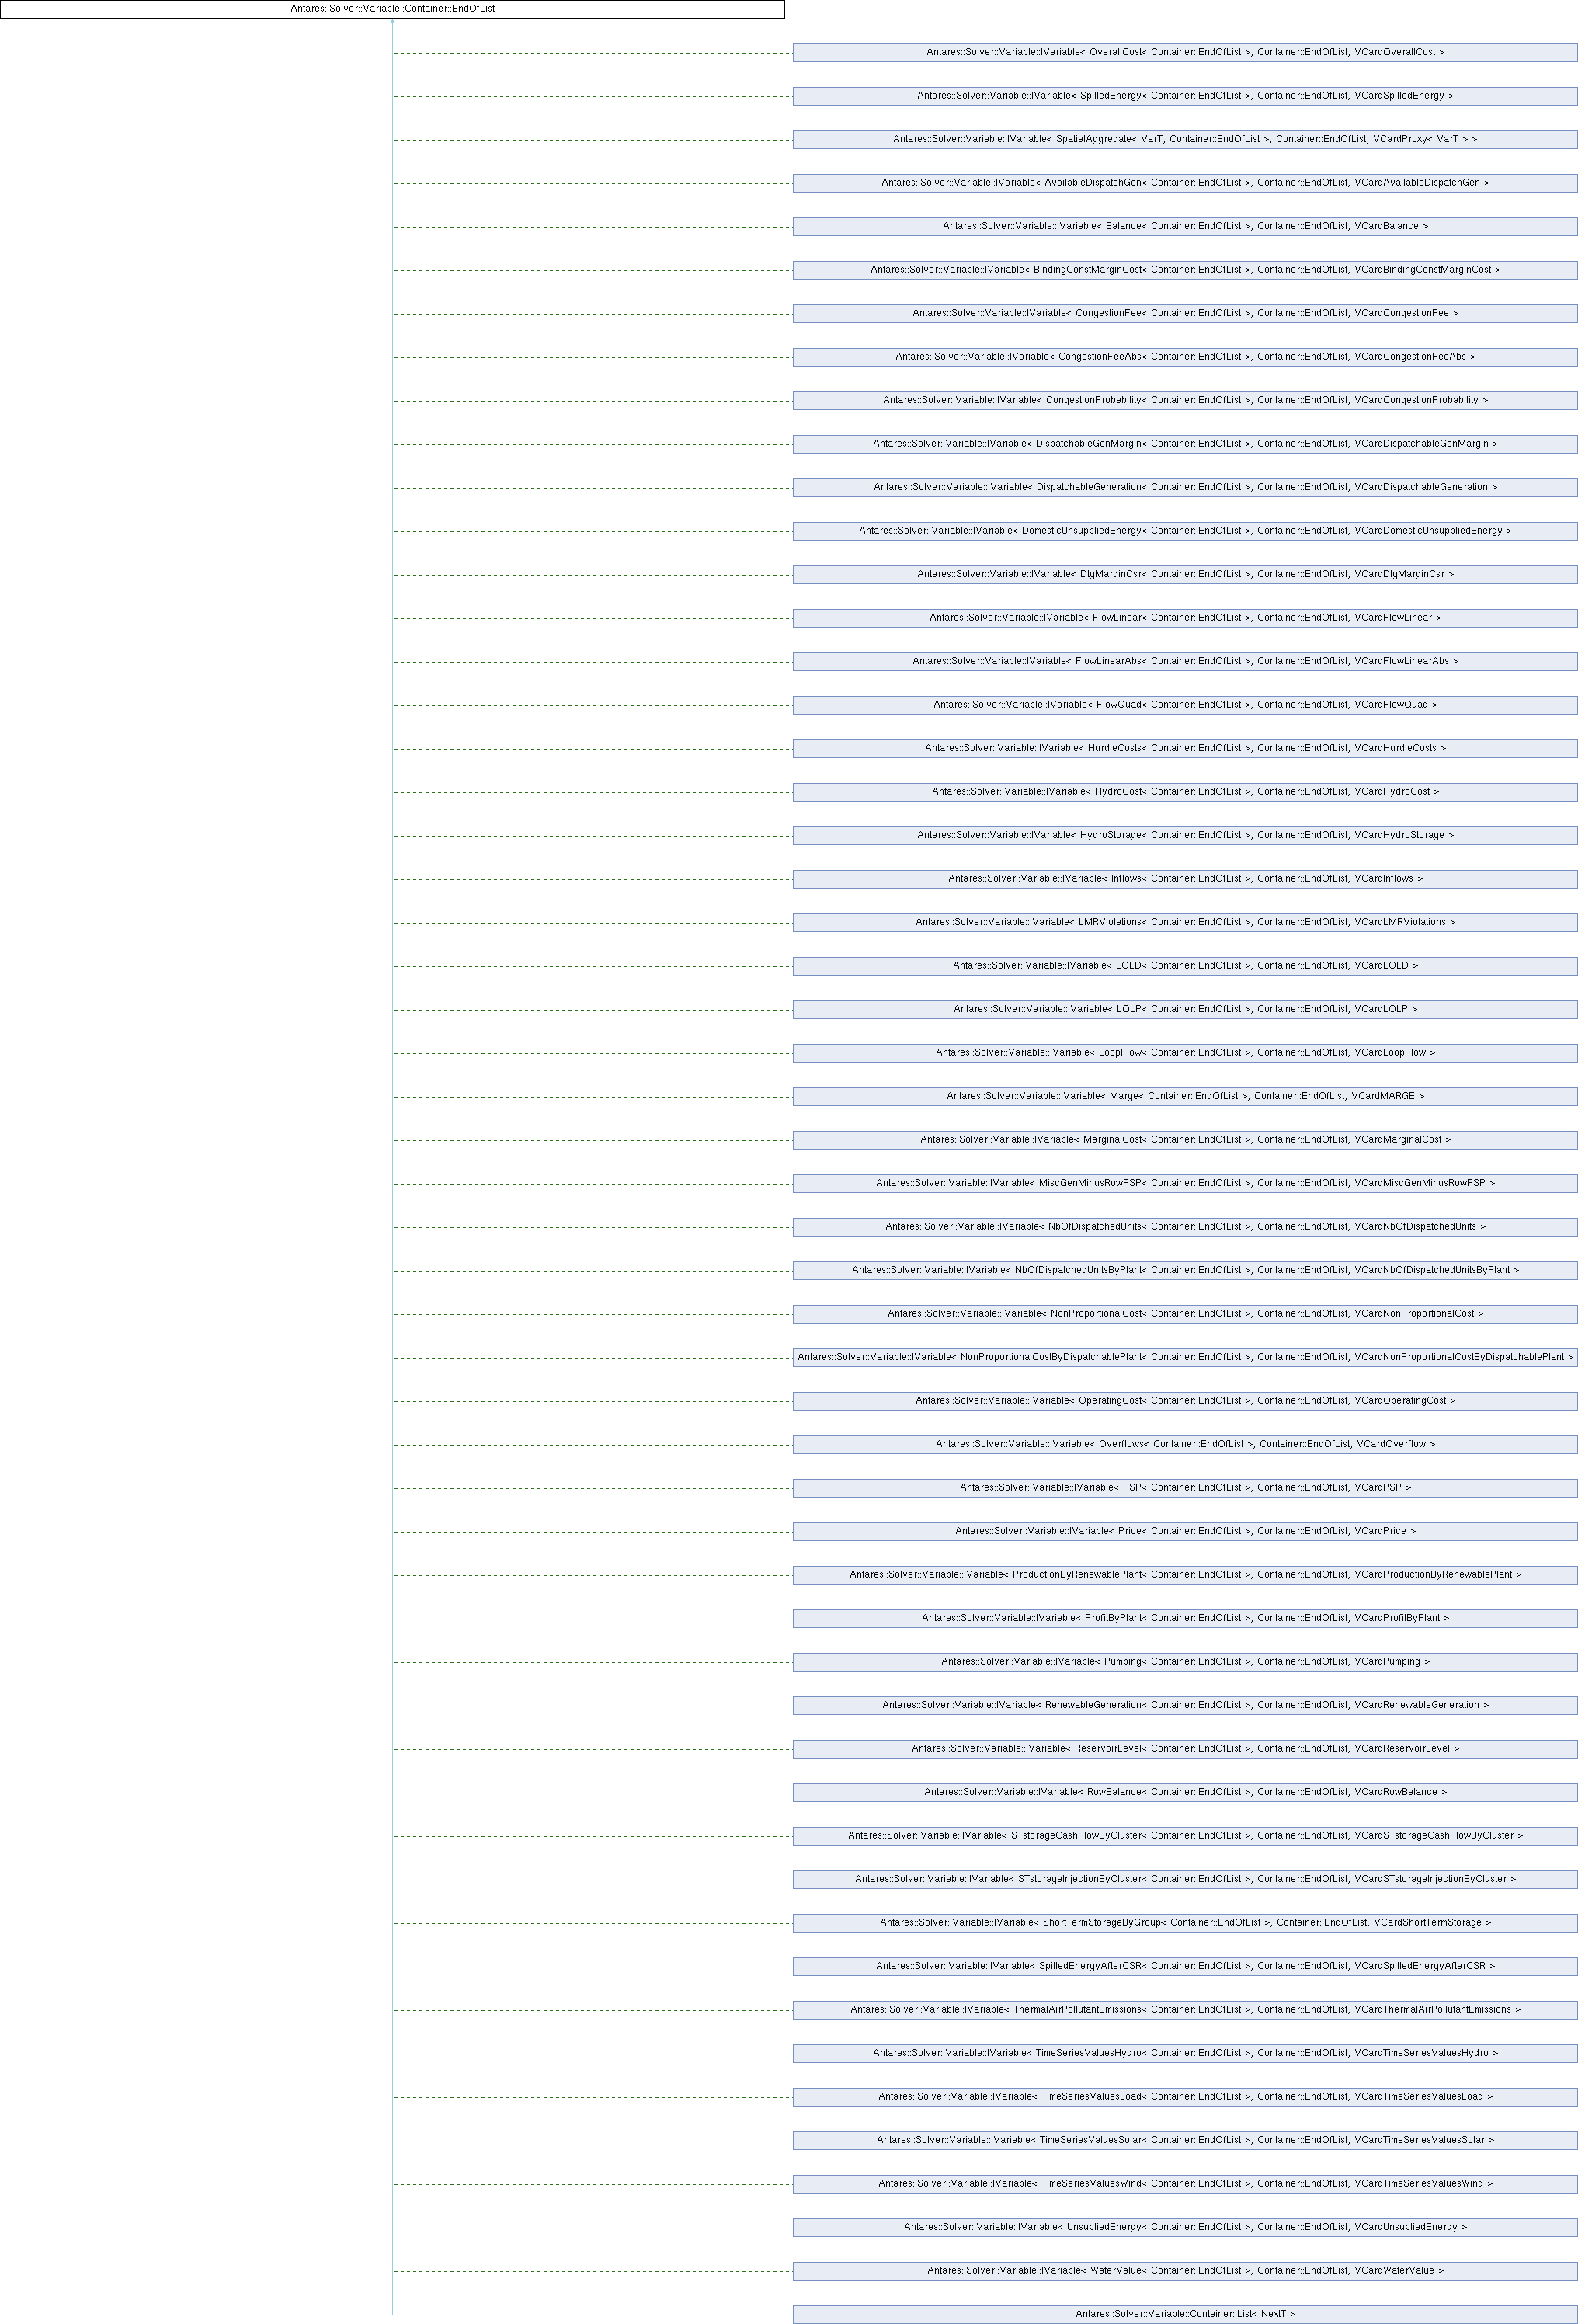 Antares::Solver::Variable::Container::EndOfList
Antares::Solver::Variable::IVariable< OverallCost< Container::EndOfList >, Container::EndOfList, VCardOverallCost >
Antares::Solver::Variable::IVariable< SpilledEnergy< Container::EndOfList >, Container::EndOfList, VCardSpilledEnergy >
Antares::Solver::Variable::IVariable< SpatialAggregate< VarT, Container::EndOfList >, Container::EndOfList, VCardProxy< VarT > >
Antares::Solver::Variable::IVariable< AvailableDispatchGen< Container::EndOfList >, Container::EndOfList, VCardAvailableDispatchGen >
Antares::Solver::Variable::IVariable< Balance< Container::EndOfList >, Container::EndOfList, VCardBalance >
Antares::Solver::Variable::IVariable< BindingConstMarginCost< Container::EndOfList >, Container::EndOfList, VCardBindingConstMarginCost >
Antares::Solver::Variable::IVariable< CongestionFee< Container::EndOfList >, Container::EndOfList, VCardCongestionFee >
Antares::Solver::Variable::IVariable< CongestionFeeAbs< Container::EndOfList >, Container::EndOfList, VCardCongestionFeeAbs >
Antares::Solver::Variable::IVariable< CongestionProbability< Container::EndOfList >, Container::EndOfList, VCardCongestionProbability >
Antares::Solver::Variable::IVariable< DispatchableGenMargin< Container::EndOfList >, Container::EndOfList, VCardDispatchableGenMargin >
Antares::Solver::Variable::IVariable< DispatchableGeneration< Container::EndOfList >, Container::EndOfList, VCardDispatchableGeneration >
Antares::Solver::Variable::IVariable< DomesticUnsuppliedEnergy< Container::EndOfList >, Container::EndOfList, VCardDomesticUnsuppliedEnergy >
Antares::Solver::Variable::IVariable< DtgMarginCsr< Container::EndOfList >, Container::EndOfList, VCardDtgMarginCsr >
Antares::Solver::Variable::IVariable< FlowLinear< Container::EndOfList >, Container::EndOfList, VCardFlowLinear >
Antares::Solver::Variable::IVariable< FlowLinearAbs< Container::EndOfList >, Container::EndOfList, VCardFlowLinearAbs >
Antares::Solver::Variable::IVariable< FlowQuad< Container::EndOfList >, Container::EndOfList, VCardFlowQuad >
Antares::Solver::Variable::IVariable< HurdleCosts< Container::EndOfList >, Container::EndOfList, VCardHurdleCosts >
Antares::Solver::Variable::IVariable< HydroCost< Container::EndOfList >, Container::EndOfList, VCardHydroCost >
Antares::Solver::Variable::IVariable< HydroStorage< Container::EndOfList >, Container::EndOfList, VCardHydroStorage >
Antares::Solver::Variable::IVariable< Inflows< Container::EndOfList >, Container::EndOfList, VCardInflows >
Antares::Solver::Variable::IVariable< LMRViolations< Container::EndOfList >, Container::EndOfList, VCardLMRViolations >
Antares::Solver::Variable::IVariable< LOLD< Container::EndOfList >, Container::EndOfList, VCardLOLD >
Antares::Solver::Variable::IVariable< LOLP< Container::EndOfList >, Container::EndOfList, VCardLOLP >
Antares::Solver::Variable::IVariable< LoopFlow< Container::EndOfList >, Container::EndOfList, VCardLoopFlow >
Antares::Solver::Variable::IVariable< Marge< Container::EndOfList >, Container::EndOfList, VCardMARGE >
Antares::Solver::Variable::IVariable< MarginalCost< Container::EndOfList >, Container::EndOfList, VCardMarginalCost >
Antares::Solver::Variable::IVariable< MiscGenMinusRowPSP< Container::EndOfList >, Container::EndOfList, VCardMiscGenMinusRowPSP >
Antares::Solver::Variable::IVariable< NbOfDispatchedUnits< Container::EndOfList >, Container::EndOfList, VCardNbOfDispatchedUnits >
Antares::Solver::Variable::IVariable< NbOfDispatchedUnitsByPlant< Container::EndOfList >, Container::EndOfList, VCardNbOfDispatchedUnitsByPlant >
Antares::Solver::Variable::IVariable< NonProportionalCost< Container::EndOfList >, Container::EndOfList, VCardNonProportionalCost >
Antares::Solver::Variable::IVariable< NonProportionalCostByDispatchablePlant< Container::EndOfList >, Container::EndOfList, VCardNonProportionalCostByDispatchablePlant >
Antares::Solver::Variable::IVariable< OperatingCost< Container::EndOfList >, Container::EndOfList, VCardOperatingCost >
Antares::Solver::Variable::IVariable< Overflows< Container::EndOfList >, Container::EndOfList, VCardOverflow >
Antares::Solver::Variable::IVariable< PSP< Container::EndOfList >, Container::EndOfList, VCardPSP >
Antares::Solver::Variable::IVariable< Price< Container::EndOfList >, Container::EndOfList, VCardPrice >
Antares::Solver::Variable::IVariable< ProductionByRenewablePlant< Container::EndOfList >, Container::EndOfList, VCardProductionByRenewablePlant >
Antares::Solver::Variable::IVariable< ProfitByPlant< Container::EndOfList >, Container::EndOfList, VCardProfitByPlant >
Antares::Solver::Variable::IVariable< Pumping< Container::EndOfList >, Container::EndOfList, VCardPumping >
Antares::Solver::Variable::IVariable< RenewableGeneration< Container::EndOfList >, Container::EndOfList, VCardRenewableGeneration >
Antares::Solver::Variable::IVariable< ReservoirLevel< Container::EndOfList >, Container::EndOfList, VCardReservoirLevel >
Antares::Solver::Variable::IVariable< RowBalance< Container::EndOfList >, Container::EndOfList, VCardRowBalance >
Antares::Solver::Variable::IVariable< STstorageCashFlowByCluster< Container::EndOfList >, Container::EndOfList, VCardSTstorageCashFlowByCluster >
Antares::Solver::Variable::IVariable< STstorageInjectionByCluster< Container::EndOfList >, Container::EndOfList, VCardSTstorageInjectionByCluster >
Antares::Solver::Variable::IVariable< ShortTermStorageByGroup< Container::EndOfList >, Container::EndOfList, VCardShortTermStorage >
Antares::Solver::Variable::IVariable< SpilledEnergyAfterCSR< Container::EndOfList >, Container::EndOfList, VCardSpilledEnergyAfterCSR >
Antares::Solver::Variable::IVariable< ThermalAirPollutantEmissions< Container::EndOfList >, Container::EndOfList, VCardThermalAirPollutantEmissions >
Antares::Solver::Variable::IVariable< TimeSeriesValuesHydro< Container::EndOfList >, Container::EndOfList, VCardTimeSeriesValuesHydro >
Antares::Solver::Variable::IVariable< TimeSeriesValuesLoad< Container::EndOfList >, Container::EndOfList, VCardTimeSeriesValuesLoad >
Antares::Solver::Variable::IVariable< TimeSeriesValuesSolar< Container::EndOfList >, Container::EndOfList, VCardTimeSeriesValuesSolar >
Antares::Solver::Variable::IVariable< TimeSeriesValuesWind< Container::EndOfList >, Container::EndOfList, VCardTimeSeriesValuesWind >
Antares::Solver::Variable::IVariable< UnsupliedEnergy< Container::EndOfList >, Container::EndOfList, VCardUnsupliedEnergy >
Antares::Solver::Variable::IVariable< WaterValue< Container::EndOfList >, Container::EndOfList, VCardWaterValue >
Antares::Solver::Variable::Container::List< NextT >